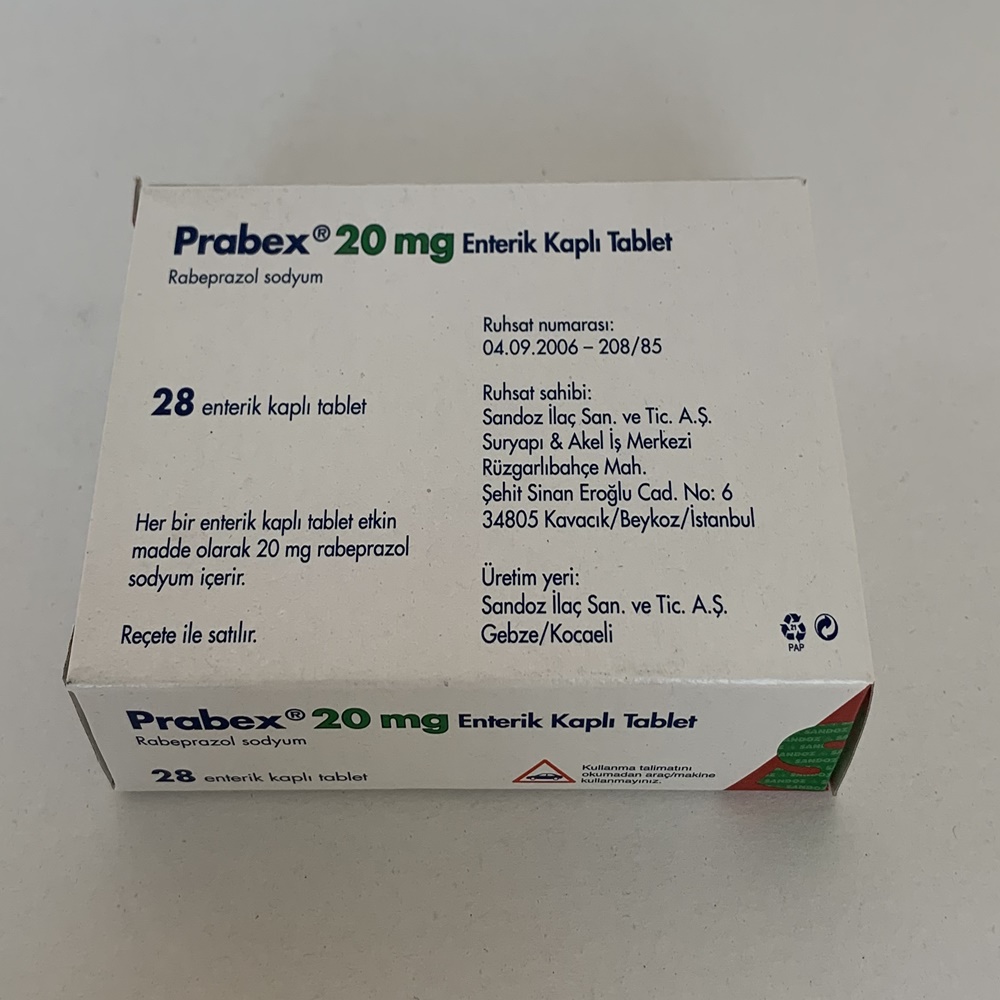 Prabex® 20 mg Enterik Kaplı Tablet
Rabeprazol sodyum
28 enterik kaplı tablet
Her bir enterik kaplı tablet etkin
madde olarak 20 mg rabeprazol
sodyum içerir.
Reçete ile satılır.
Ruhsat numarası:
04.09.2006 – 208/85
Ruhsat sahibi:
Sandoz İlaç San. ve Tic. A.Ş.
Suryapı & Akel İş Merkezi
Rüzgarlıbahçe Mah.
Şehit Sinan Eroğlu Cad. No: 6
34805 Kavacık/Beykoz/İstanbul
Üretim yeri:
Sandoz İlaç San. ve Tic. A.Ş.
Gebze/Kocaeli
21
PAP
Prabex® 20 mg Enterik Kaplı Tablet
Rabeprazol sodyum
28 enterik kaplı tablet
Kullanma talimatını
okumadan araç/makine
kullanmayınız.
SANDOZ